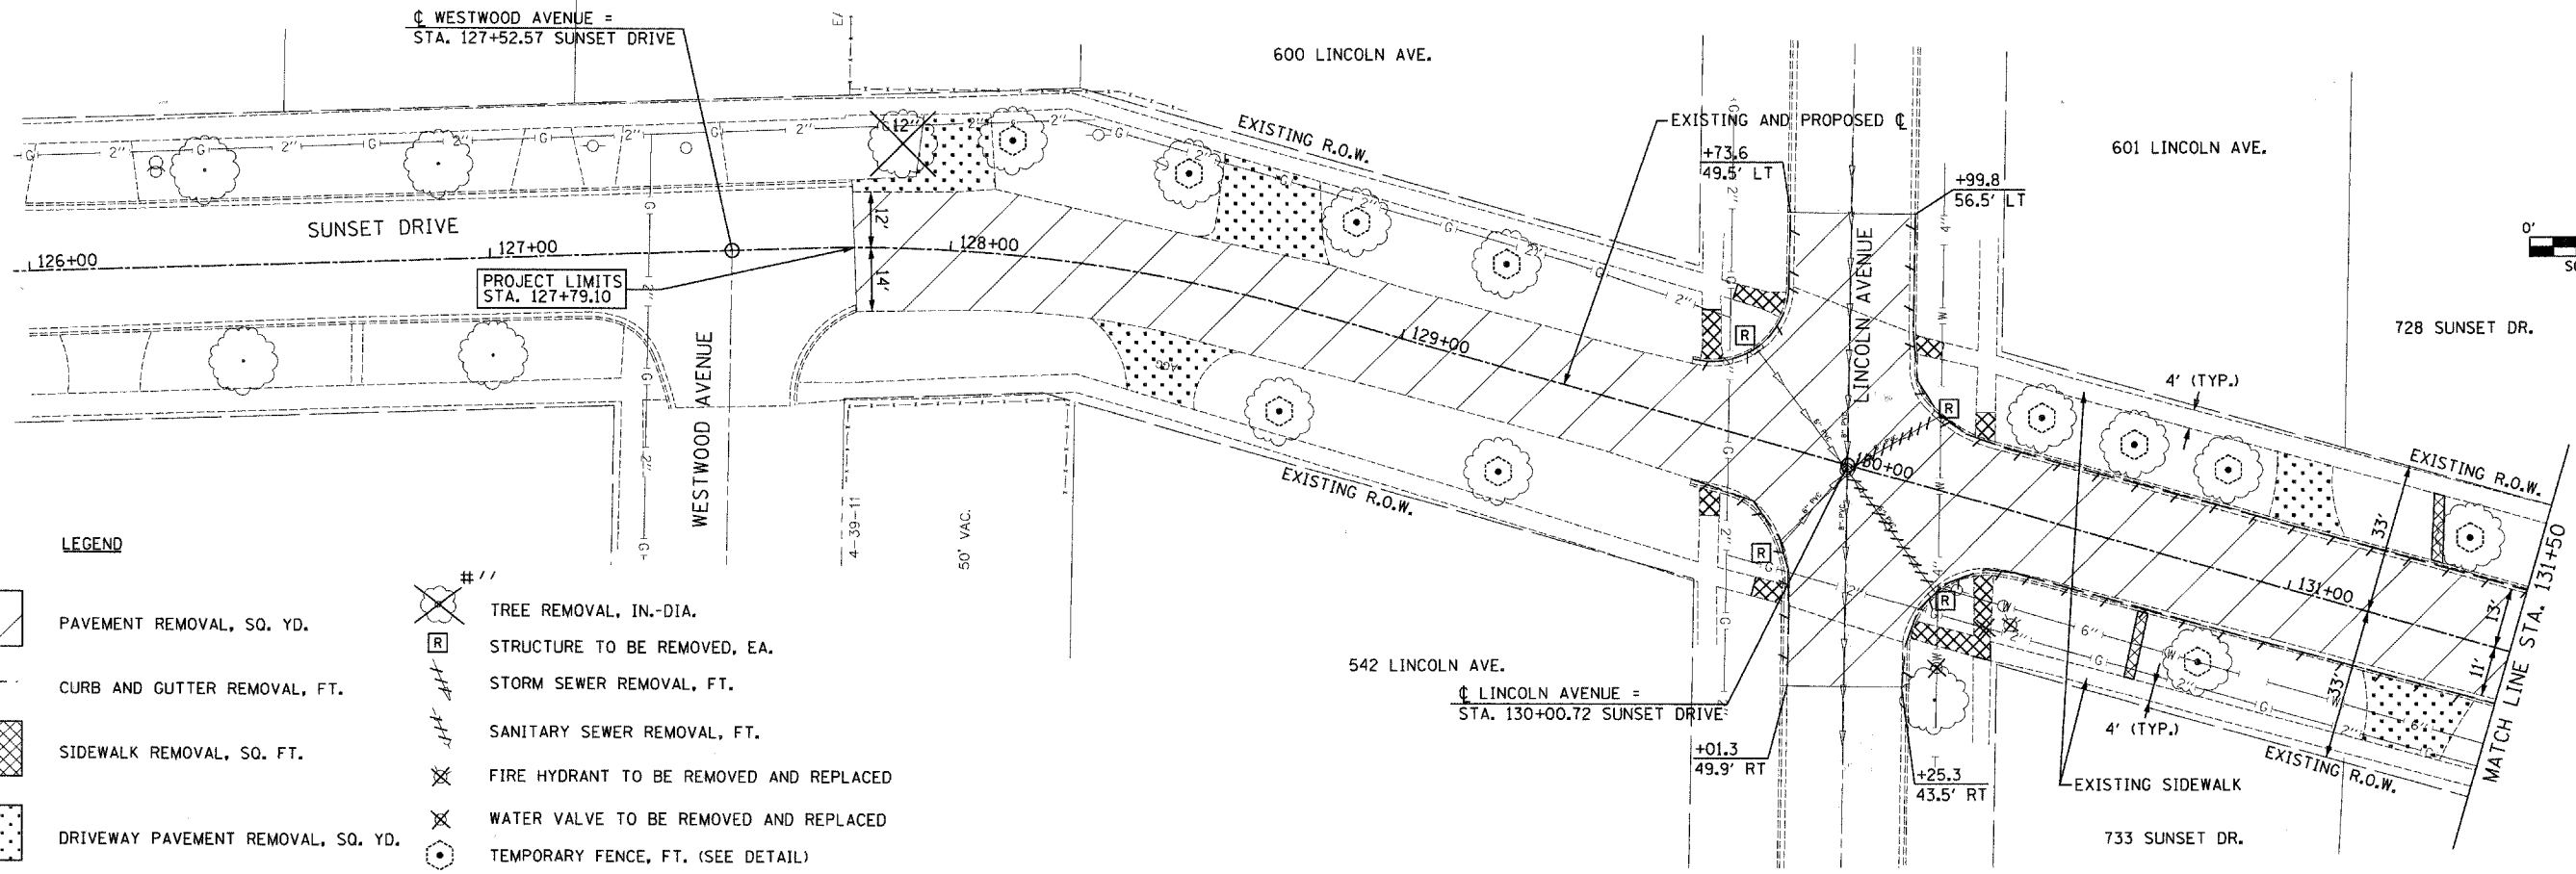 ℄ WESTWOOD AVENUE =
STA. 127+52.57 SUNSET DRIVE
E/
600 LINCOLN AVE.
EXISTING R.O.W.
EXISTING AND PROPOSED ℄
+73.6
49.5' LT
+99.8
56.5' LT
601 LINCOLN AVE.
728 SUNSET DR.
0'
12''
SUNSET DRIVE
126+00
127+00
128+00
129+00
130+00
131+00
12'
14'
PROJECT LIMITS
STA. 127+79.10
WESTWOOD AVENUE
LINCOLN AVENUE
4-39-11
50' VAC.
EXISTING R.O.W.
4' (TYP.)
EXISTING R.O.W.
33'
33'
13'
11'
MATCH LINE STA. 131+50
542 LINCOLN AVE.
℄ LINCOLN AVENUE =
STA. 130+00.72 SUNSET DRIVE
+01.3
49.9' RT
+25.3
43.5' RT
4' (TYP.)
EXISTING SIDEWALK
EXISTING R.O.W.
733 SUNSET DR.
LEGEND
PAVEMENT REMOVAL, SQ. YD.
CURB AND GUTTER REMOVAL, FT.
SIDEWALK REMOVAL, SQ. FT.
DRIVEWAY PAVEMENT REMOVAL, SQ. YD.
#''
TREE REMOVAL, IN.-DIA.
R STRUCTURE TO BE REMOVED, EA.
STORM SEWER REMOVAL, FT.
SANITARY SEWER REMOVAL, FT.
FIRE HYDRANT TO BE REMOVED AND REPLACED
WATER VALVE TO BE REMOVED AND REPLACED
TEMPORARY FENCE, FT. (SEE DETAIL)